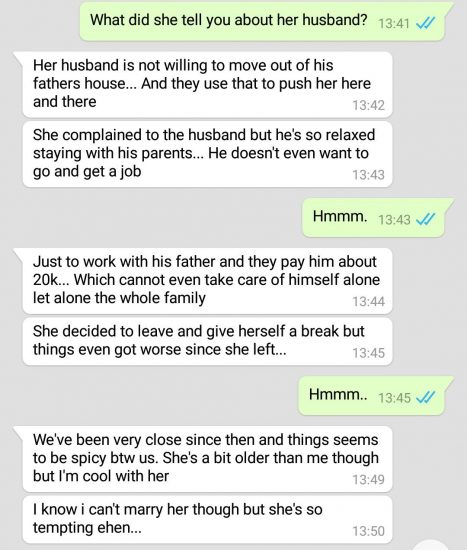 What did she tell you about her husband? 13:41
Her husband is not willing to move out of his
fathers house... And they use that to push her here
and there
13:42
She complained to the husband but he's so relaxed
staying with his parents... He doesn't even want to
go and get a job
13:43
Hmmm. 13:43
Just to work with his father and they pay him about
20k... Which cannot even take care of himself alone
let alone the whole family
13:44
She decided to leave and give herself a break but
things even got worse since she left...
13:45
Hmmm.. 13:45
We've been very close since then and things seems
to be spicy btw us. She's a bit older than me though
but I'm cool with her
13:49
I know i can't marry her though but she's so
tempting ehen...
13:50